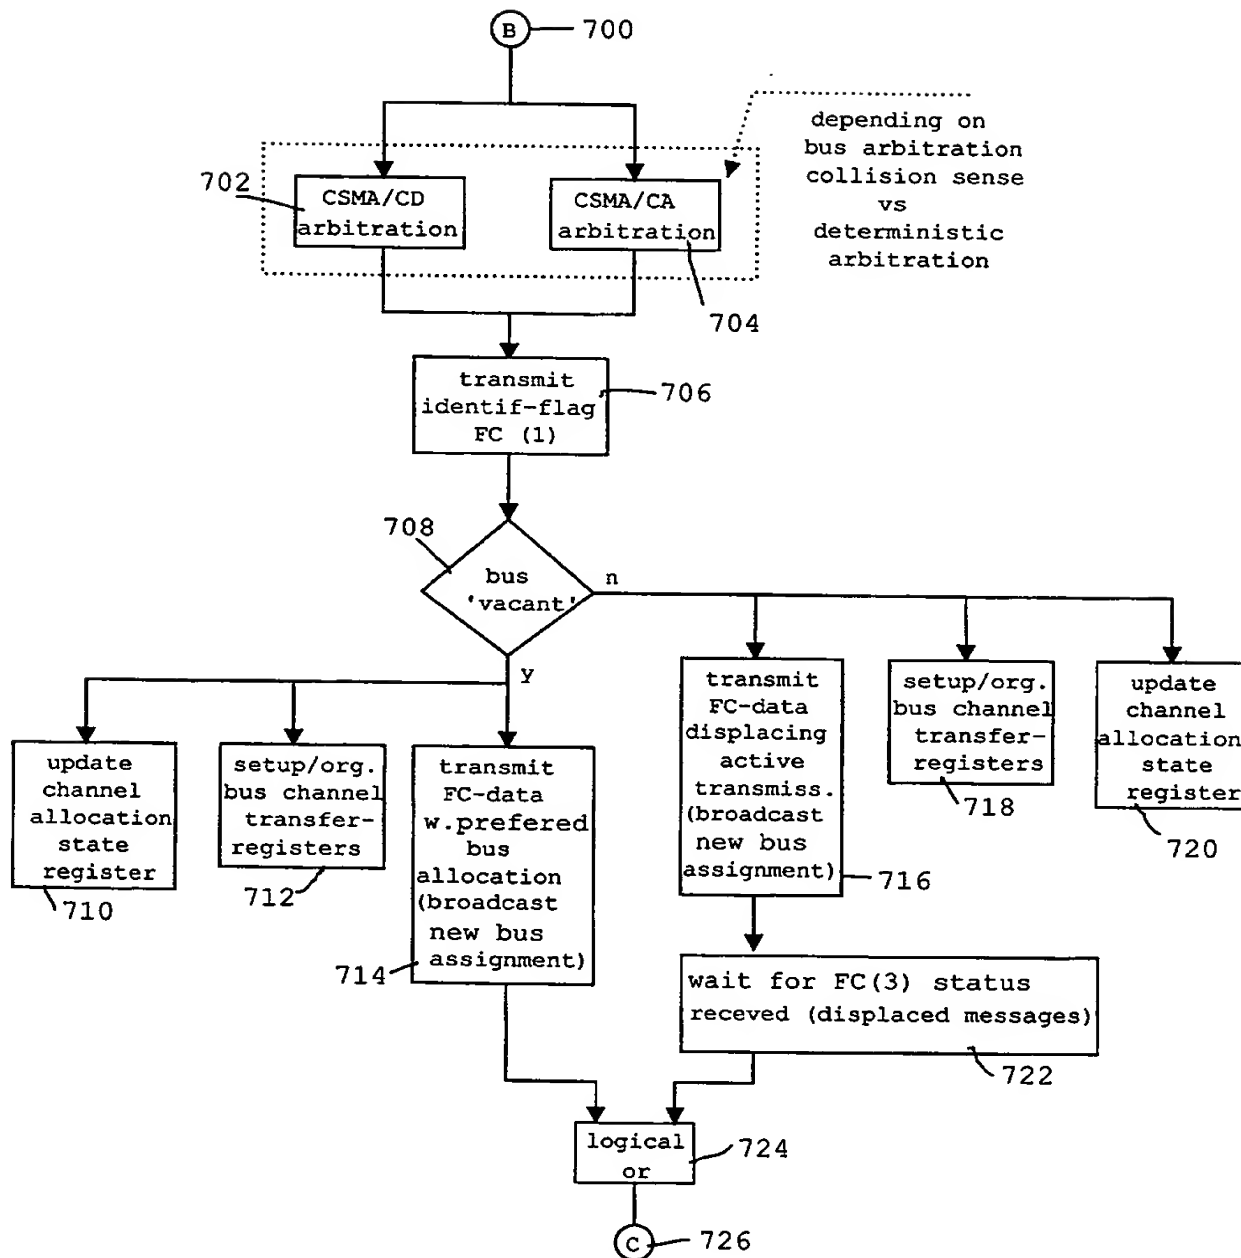 B
700
depending on
bus arbitration
collision sense
vs
deterministic
arbitration
702
CSMA/CD
arbitration
CSMA/CA
arbitration
704
transmit
identif-flag
FC (1)
706
708
bus
'vacant'
n
y
update
channel
allocation
state
register
710
setup/org.
bus channel
transfer-
registers
712
transmit
FC-data
w.prefered
bus
allocation
(broadcast
new bus
assignment)
714
transmit
FC-data
displacing
active
transmiss.
(broadcast
new bus
assignment)
716
setup/org.
bus channel
transfer-
registers
718
update
channel
allocation
state
register
720
wait for FC(3) status
receved (displaced messages)
722
logical
or
724
C
726